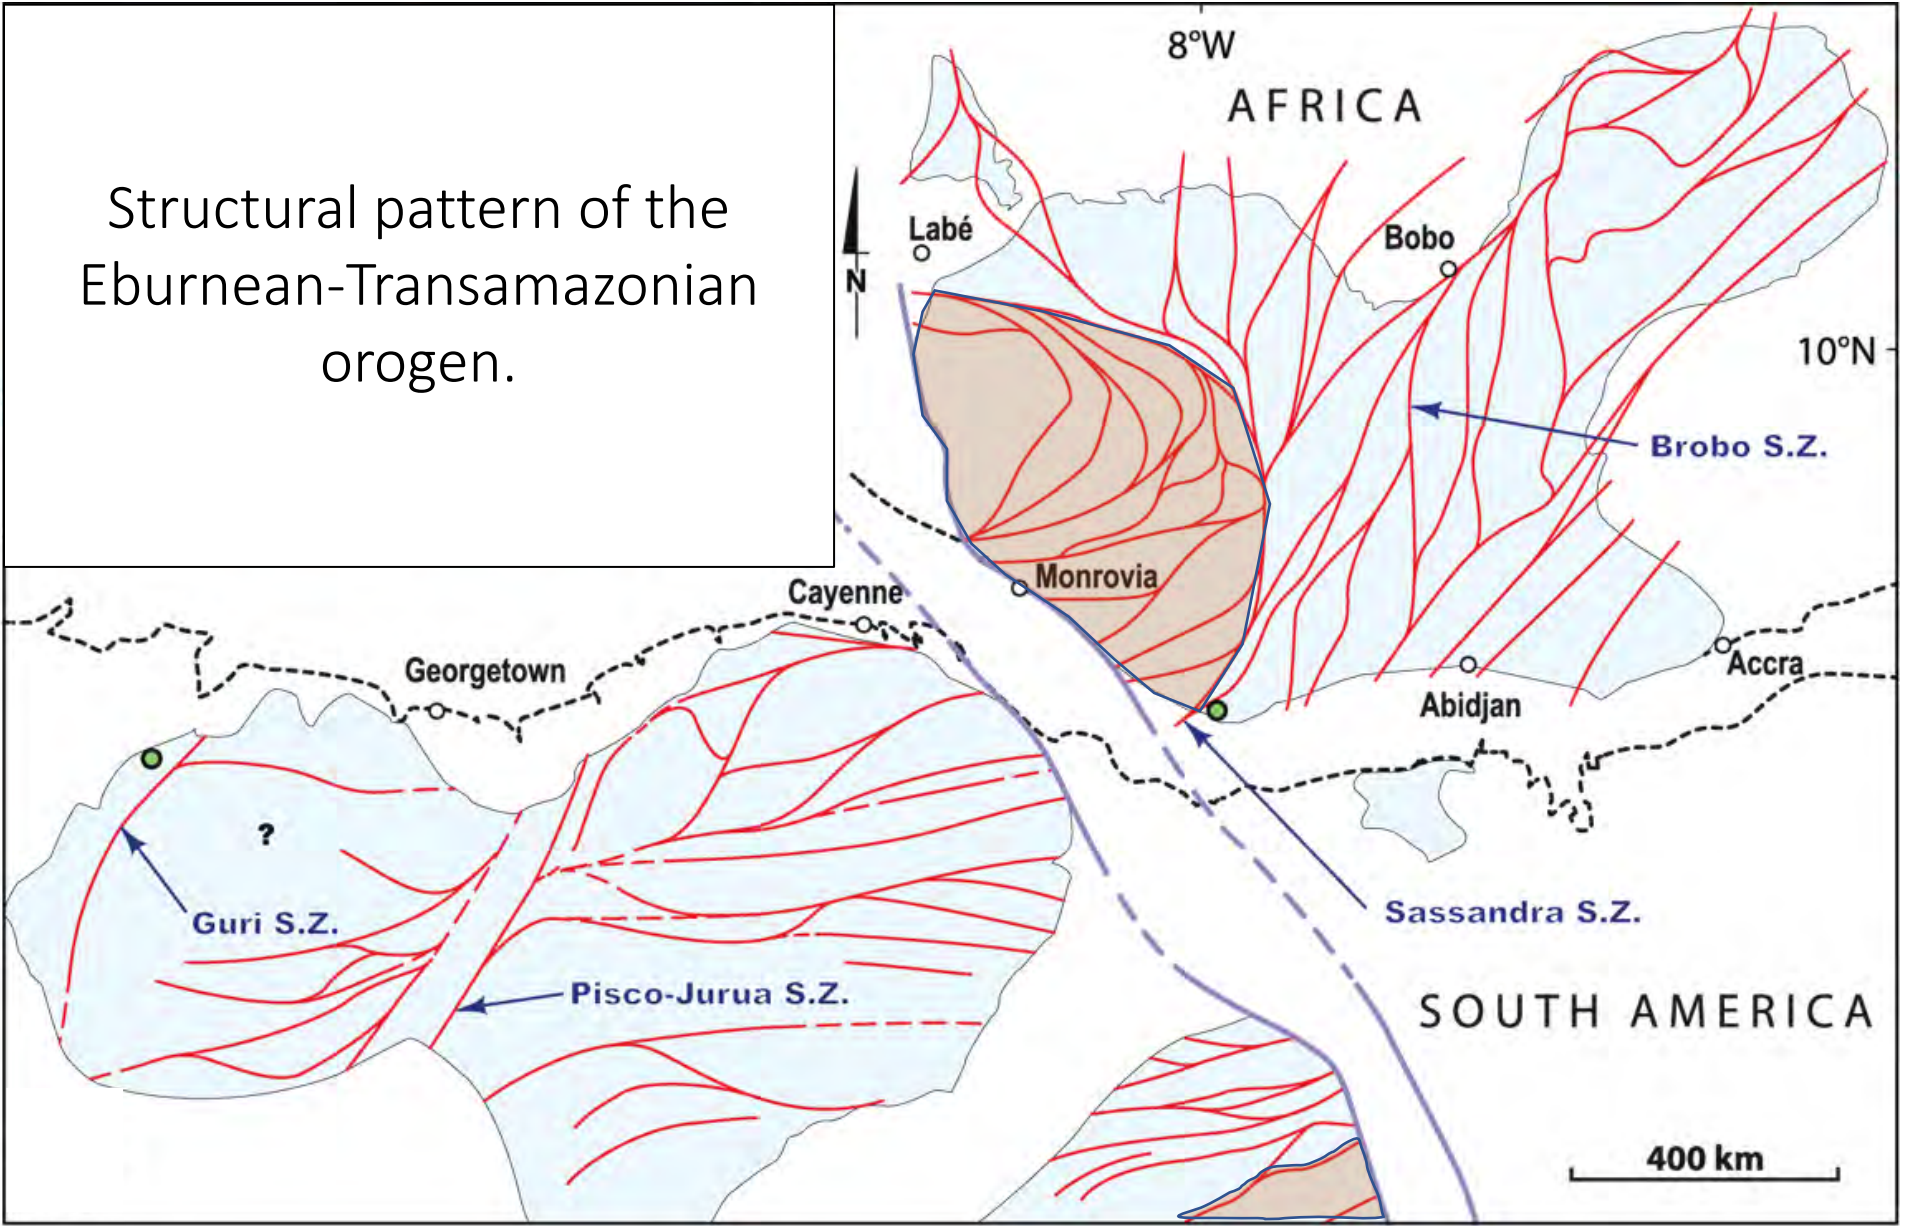 Structural pattern of the
Eburnean-Transamazonian
orogen.
8°W
AFRICA
Labé
Bobo
N
10°N
Brobo S.Z.
Monrovia
Cayenne
Georgetown
Accra
Abidjan
?
Guri S.Z.
Sassandra S.Z.
Pisco-Jurua S.Z.
SOUTH AMERICA
400 km